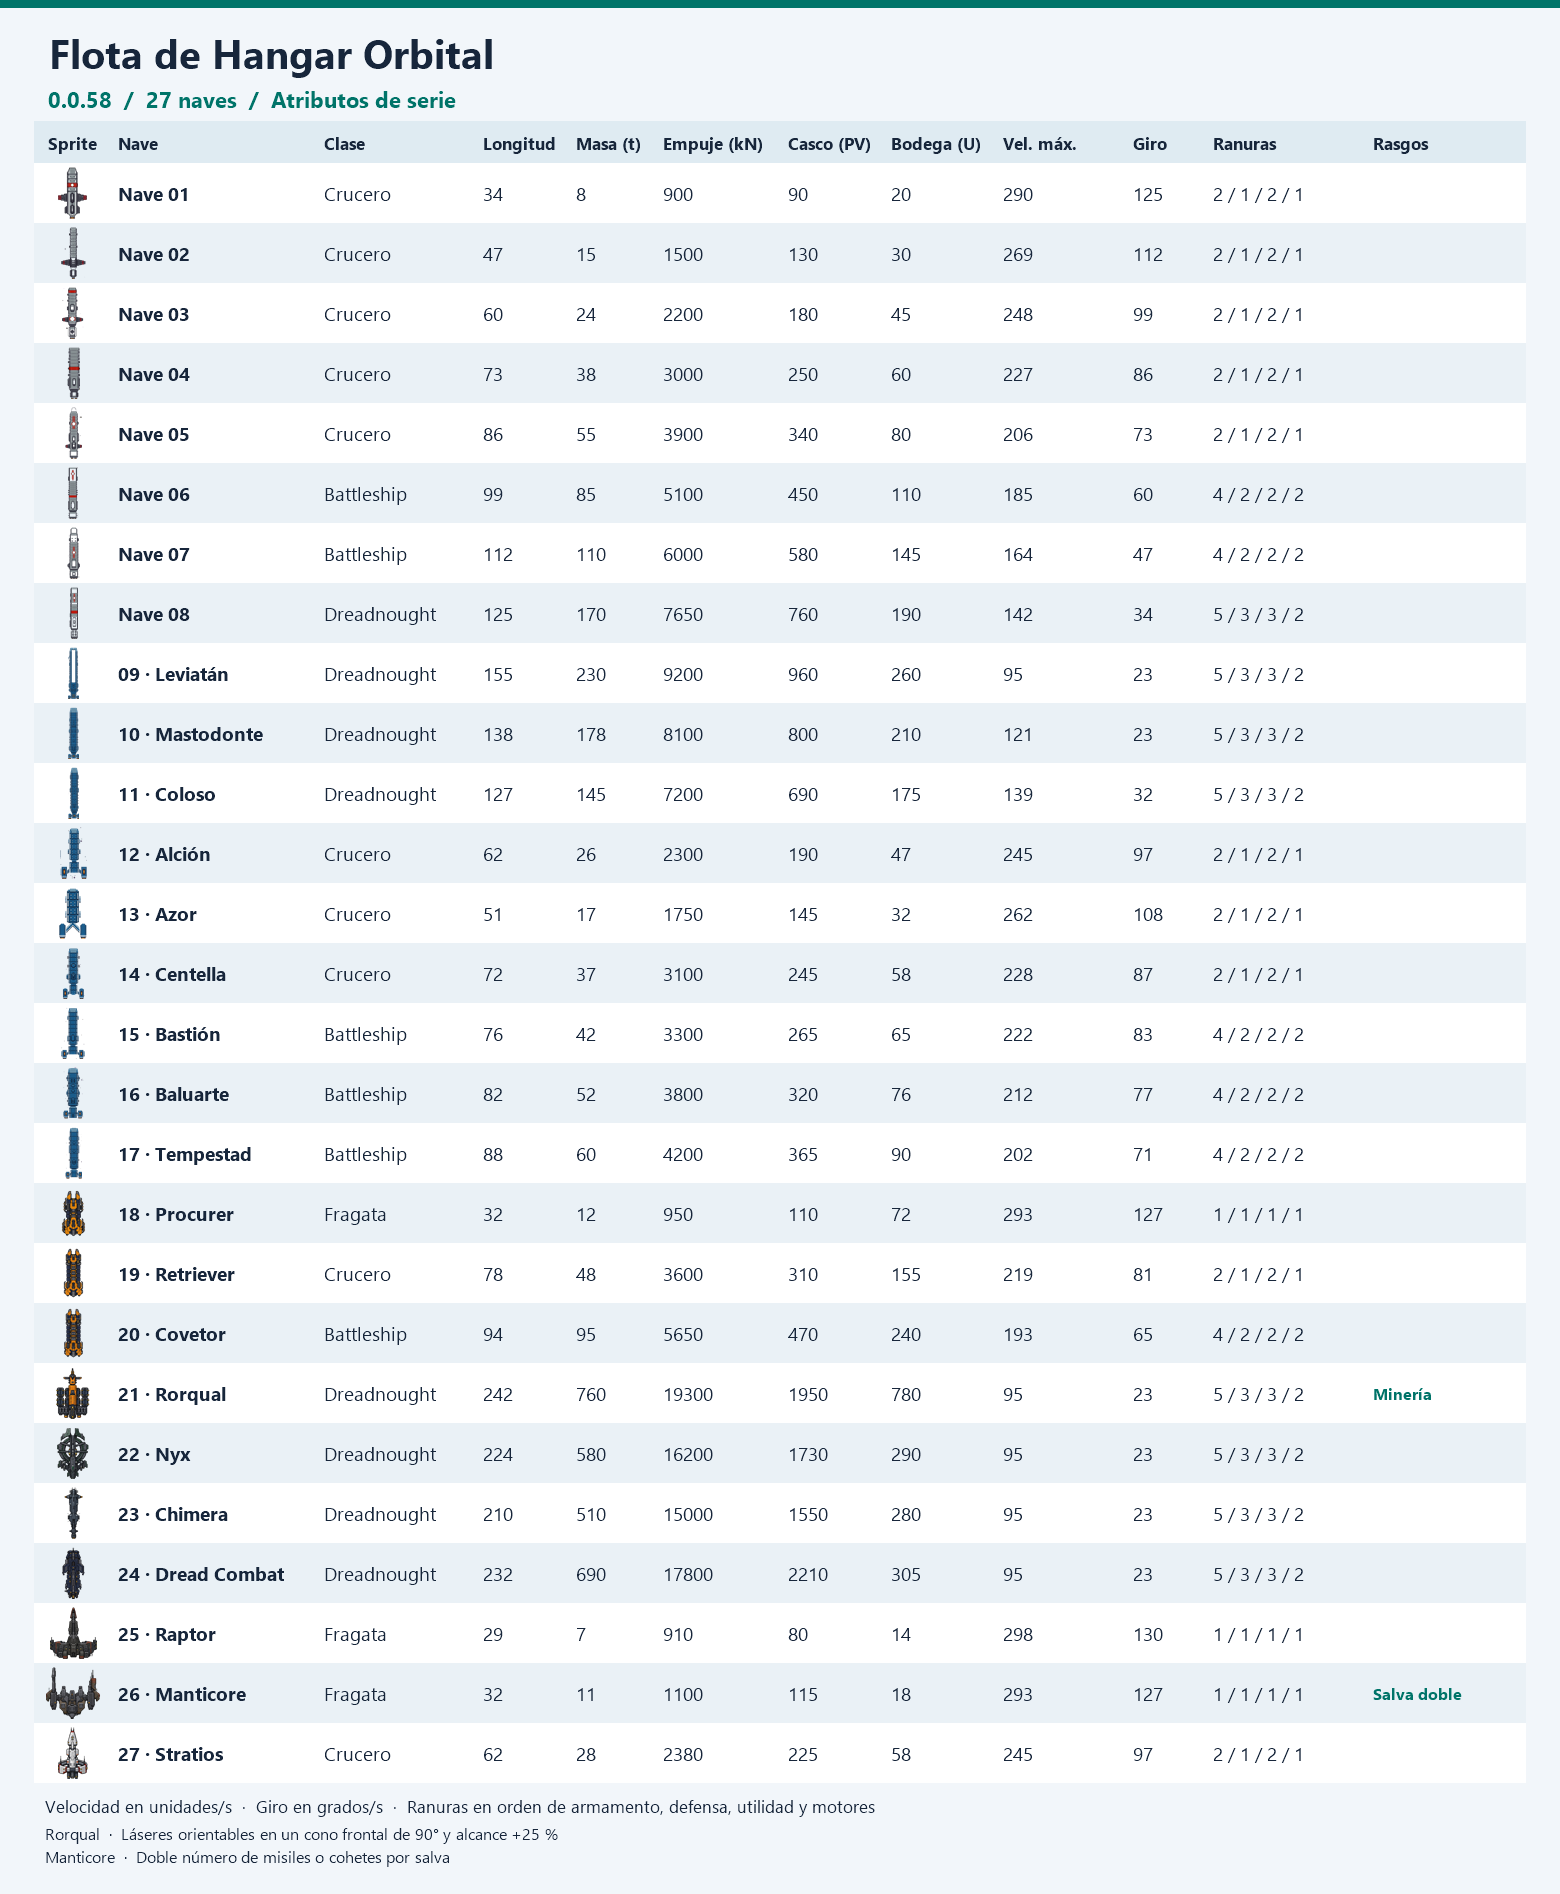 Flota de Hangar Orbital
0.0.58 / 27 naves / Atributos de serie
Sprite Nave Clase Longitud Masa (t) Empuje (kN) Casco (PV) Bodega (U) Vel. máx. Giro Ranuras Rasgos
Nave 01 Crucero 34 8 900 90 20 290 125 2 / 1 / 2 / 1
Nave 02 Crucero 47 15 1500 130 30 269 112 2 / 1 / 2 / 1
Nave 03 Crucero 60 24 2200 180 45 248 99 2 / 1 / 2 / 1
Nave 04 Crucero 73 38 3000 250 60 227 86 2 / 1 / 2 / 1
Nave 05 Crucero 86 55 3900 340 80 206 73 2 / 1 / 2 / 1
Nave 06 Battleship 99 85 5100 450 110 185 60 4 / 2 / 2 / 2
Nave 07 Battleship 112 110 6000 580 145 164 47 4 / 2 / 2 / 2
Nave 08 Dreadnought 125 170 7650 760 190 142 34 5 / 3 / 3 / 2
09 · Leviatán Dreadnought 155 230 9200 960 260 95 23 5 / 3 / 3 / 2
10 · Mastodonte Dreadnought 138 178 8100 800 210 121 23 5 / 3 / 3 / 2
11 · Coloso Dreadnought 127 145 7200 690 175 139 32 5 / 3 / 3 / 2
12 · Alción Crucero 62 26 2300 190 47 245 97 2 / 1 / 2 / 1
13 · Azor Crucero 51 17 1750 145 32 262 108 2 / 1 / 2 / 1
14 · Centella Crucero 72 37 3100 245 58 228 87 2 / 1 / 2 / 1
15 · Bastión Battleship 76 42 3300 265 65 222 83 4 / 2 / 2 / 2
16 · Baluarte Battleship 82 52 3800 320 76 212 77 4 / 2 / 2 / 2
17 · Tempestad Battleship 88 60 4200 365 90 202 71 4 / 2 / 2 / 2
18 · Procurer Fragata 32 12 950 110 72 293 127 1 / 1 / 1 / 1
19 · Retriever Crucero 78 48 3600 310 155 219 81 2 / 1 / 2 / 1
20 · Covetor Battleship 94 95 5650 470 240 193 65 4 / 2 / 2 / 2
21 · Rorqual Dreadnought 242 760 19300 1950 780 95 23 5 / 3 / 3 / 2 Minería
22 · Nyx Dreadnought 224 580 16200 1730 290 95 23 5 / 3 / 3 / 2
23 · Chimera Dreadnought 210 510 15000 1550 280 95 23 5 / 3 / 3 / 2
24 · Dread Combat Dreadnought 232 690 17800 2210 305 95 23 5 / 3 / 3 / 2
25 · Raptor Fragata 29 7 910 80 14 298 130 1 / 1 / 1 / 1
26 · Manticore Fragata 32 11 1100 115 18 293 127 1 / 1 / 1 / 1 Salva doble
27 · Stratios Crucero 62 28 2380 225 58 245 97 2 / 1 / 2 / 1
Velocidad en unidades/s · Giro en grados/s · Ranuras en orden de armamento, defensa, utilidad y motores
Rorqual · Láseres orientables en un cono frontal de 90° y alcance +25 %
Manticore · Doble número de misiles o cohetes por salva